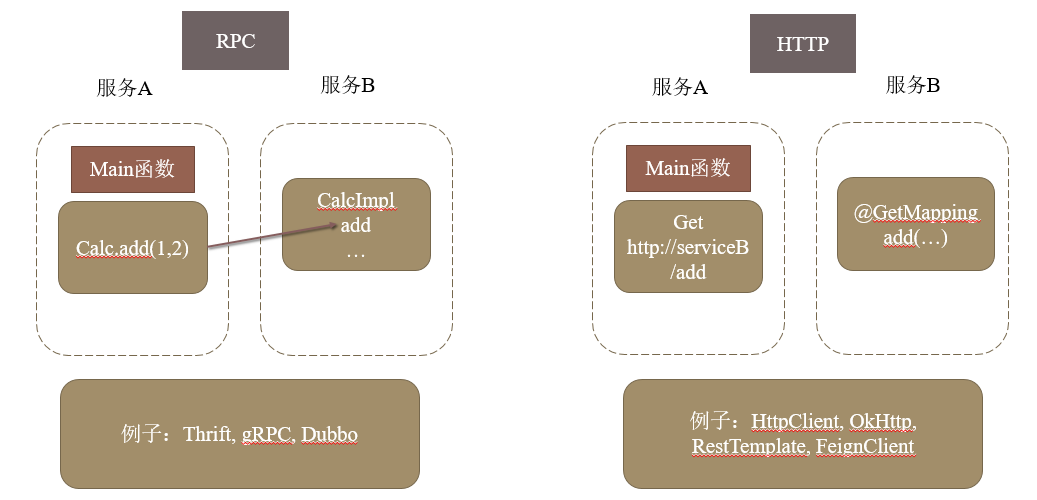 RPC
服务A
服务B
Main函数
Calc.add(1,2)
CalcImpl
add
…
例子：Thrift, gRPC, Dubbo
HTTP
服务A
服务B
Main函数
Get
http://serviceB
/add
@GetMapping
add(…)
例子：HttpClient, OkHttp,
RestTemplate, FeignClient